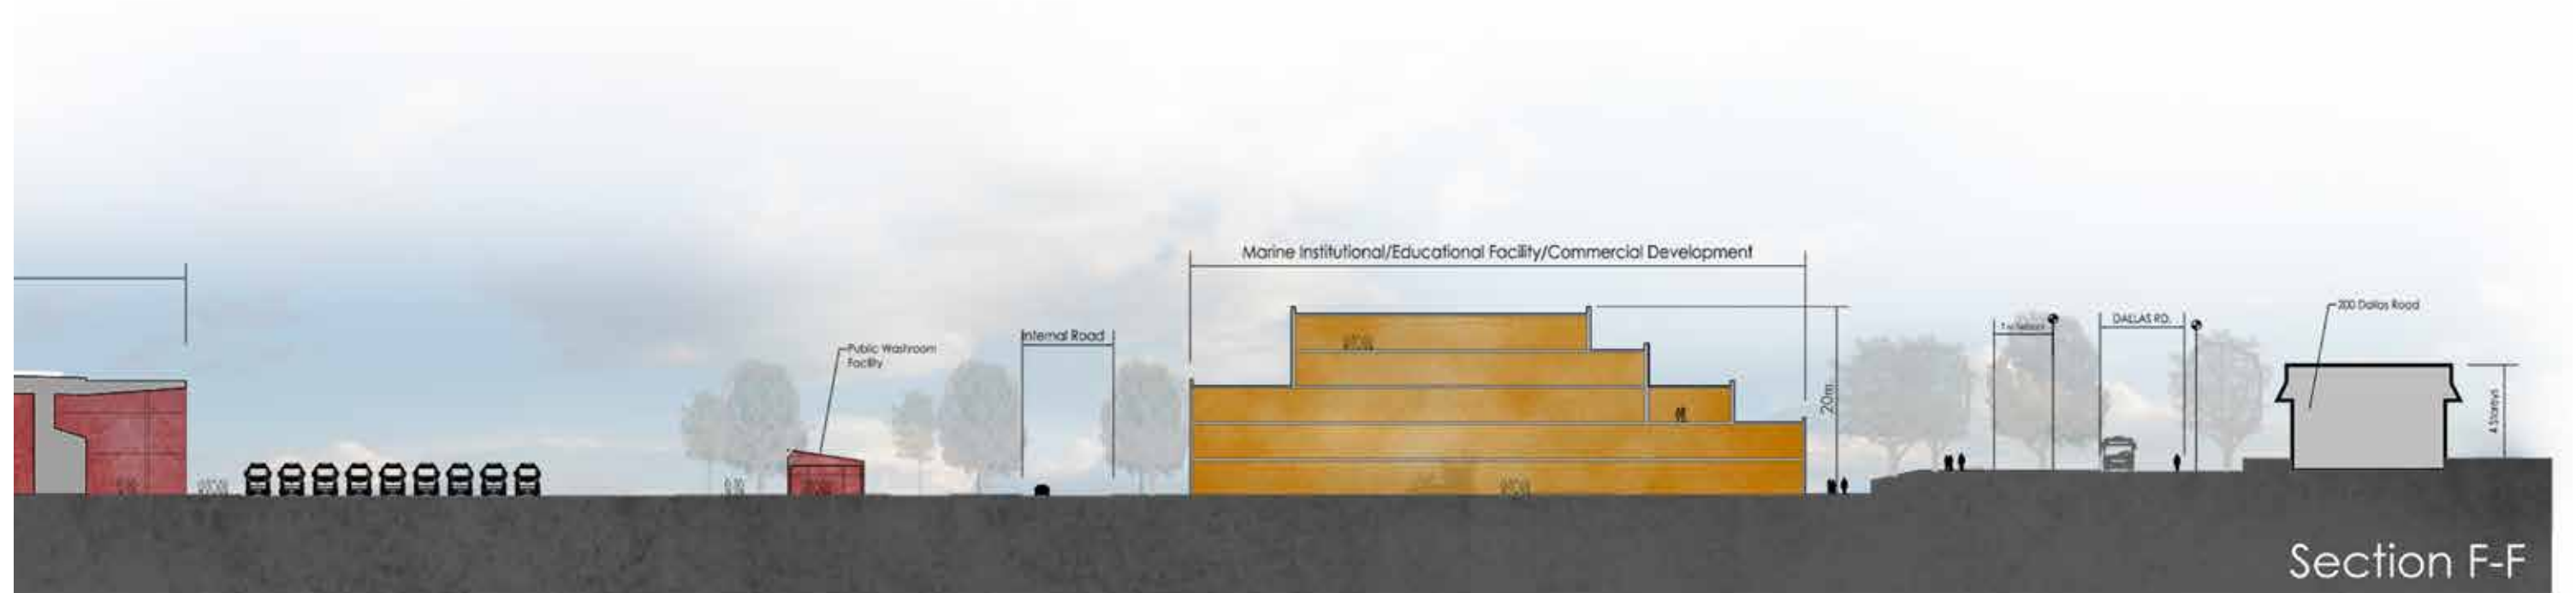 Marine Institutional/Educational Facility/Commercial Development
200 Dallas Road
DALLAS RD.
Internal Road
Public Washroom
Facility
20m
4 Storeys
Section F-F